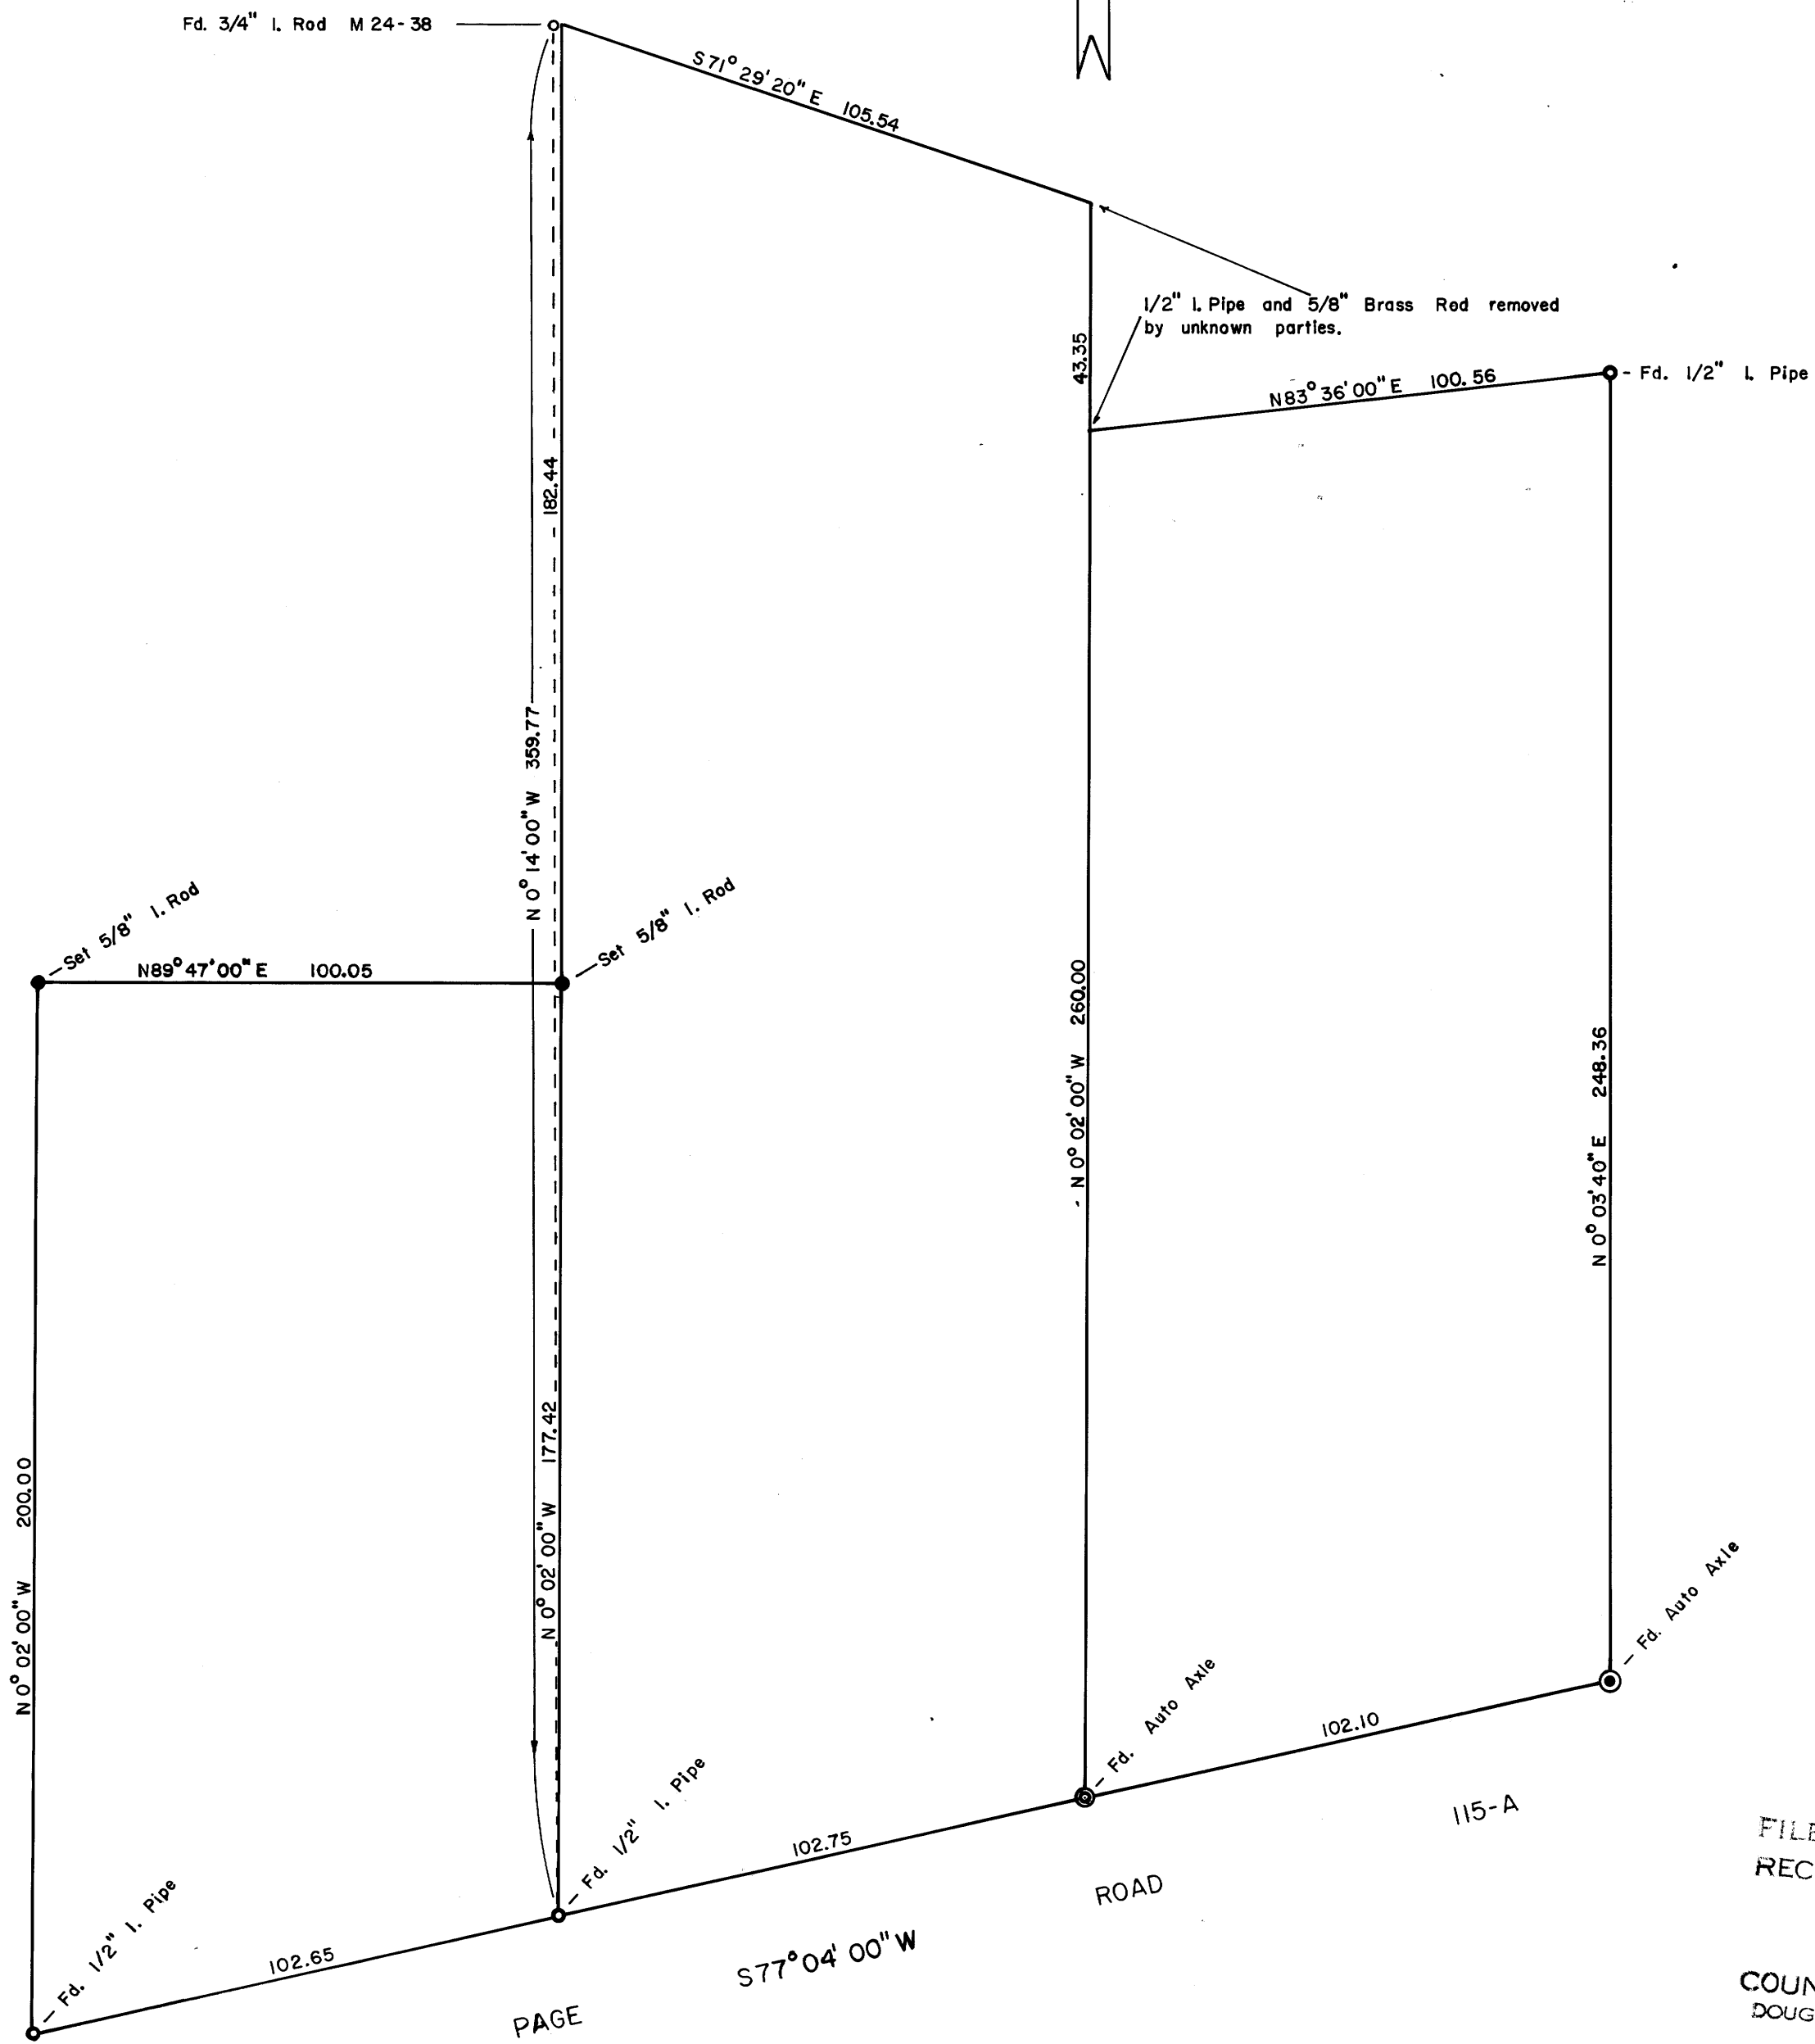 Fd. 3/4" I. Rod M 24-38
S 71° 29' 20" E 105.54
1/2" I. Pipe and 5/8" Brass Rod removed
by unknown parties.
43.35
N83° 36' 00" E 100.56
Fd. 1/2" I. Pipe
182.44
N 0° 14' 00" W 359.77
Set 5/8" I. Rod
N89° 47' 00" E 100.05
Set 5/8" I. Rod
N 0° 02' 00" W 260.00
N 0° 03' 40" E 248.36
N 0° 02' 00" W 200.00
N 0° 02' 00" W 177.42
Fd. Auto Axle
Fd. Auto Axle
102.10
Fd. 1/2" I. Pipe
102.75
Fd. 1/2" I. Pipe
102.65
S77° 04' 00" W
PAGE ROAD 115-A
FILE
REC
COUN
DOUG